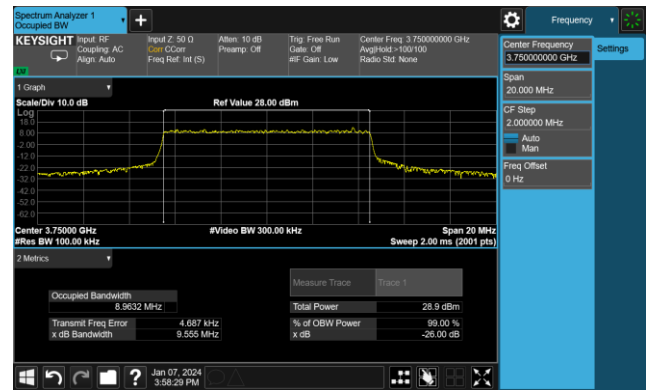 Spectrum Analyzer 1
Occupied BW
Frequency
KEYSIGHT
Input: RF
Coupling: AC
Align: Auto
Input Z: 50 Ω
Corr CCorr
Freq Ref: Int (S)
Atten: 10 dB
Preamp: Off
Trig: Free Run
Gate: Off
#IF Gain: Low
Center Freq: 3.750000000 GHz
Avg|Hold:>100/100
Radio Std: None
Center Frequency
3.750000000 GHz
Settings
Span
20.000 MHz
CF Step
2.000000 MHz
Auto
Man
Freq Offset
0 Hz
1 Graph
Scale/Div 10.0 dB
Ref Value 28.00 dBm
Log
18.0
8.00
-2.00
-12.0
-22.0
-32.0
-42.0
-52.0
-62.0
Center 3.75000 GHz
#Video BW 300.00 kHz
Span 20 MHz
#Res BW 100.00 kHz
Sweep 2.00 ms (2001 pts)
2 Metrics
Measure Trace
Trace 1
Occupied Bandwidth
8.9632 MHz
Total Power
28.9 dBm
Transmit Freq Error
4.687 kHz
% of OBW Power
99.00 %
x dB Bandwidth
9.555 MHz
x dB
-26.00 dB
?
Jan 07, 2024
3:58:29 PM